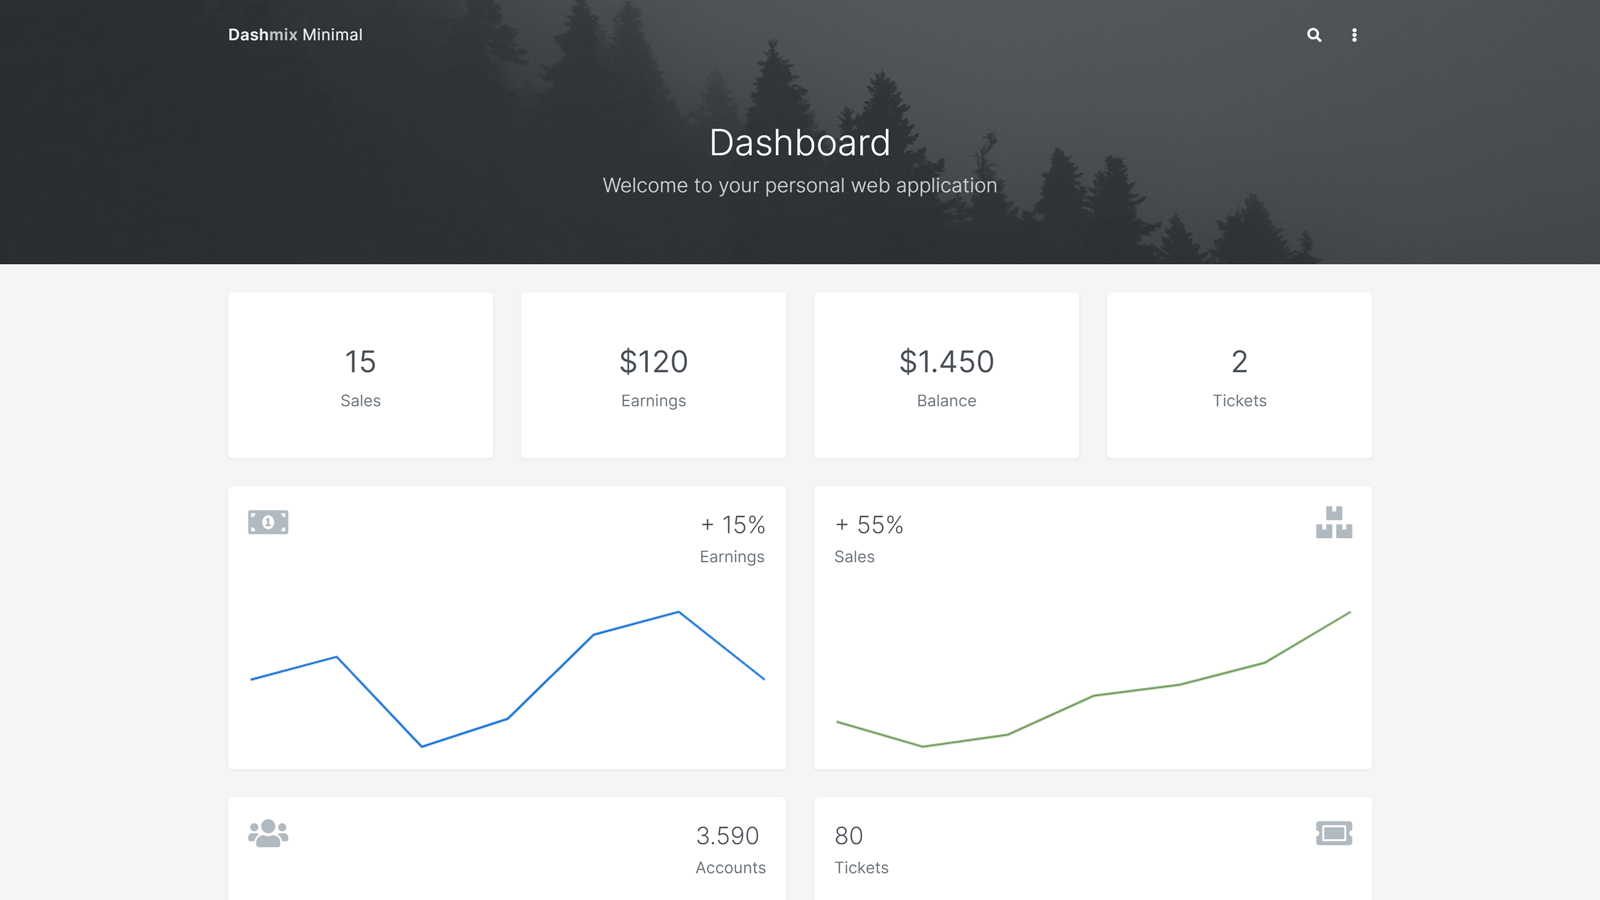 Dashmix Minimal
Dashboard
Welcome to your personal web application
15
Sales
$120
Earnings
$1.450
Balance
2
Tickets
1
+ 15%
Earnings
+ 55%
Sales
3.590
Accounts
80
Tickets